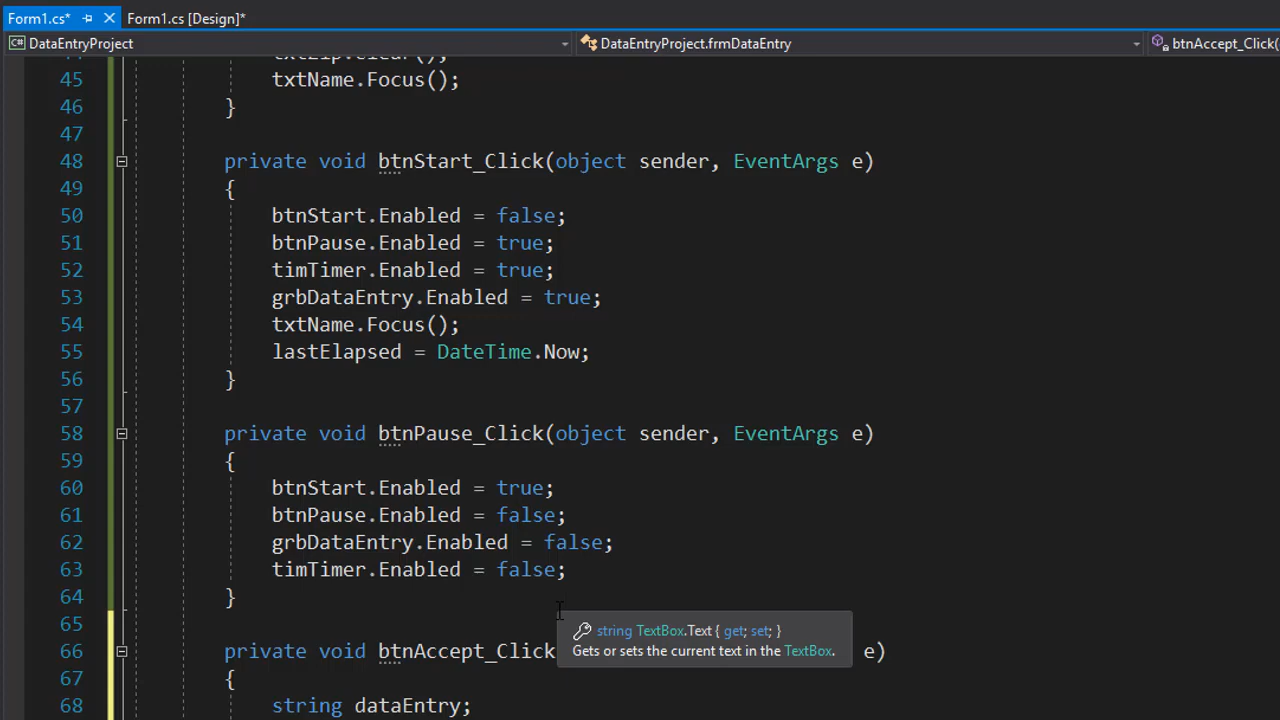 Form1.cs*
Form1.cs [Design]*
DataEntryProject
DataEntryProject.frmDataEntry
btnAccept_Click(
44 txtZip.Clear();
45 txtName.Focus();
46 }
47
48 private void btnStart_Click(object sender, EventArgs e)
49 {
50 btnStart.Enabled = false;
51 btnPause.Enabled = true;
52 timTimer.Enabled = true;
53 grbDataEntry.Enabled = true;
54 txtName.Focus();
55 lastElapsed = DateTime.Now;
56 }
57
58 private void btnPause_Click(object sender, EventArgs e)
59 {
60 btnStart.Enabled = true;
61 btnPause.Enabled = false;
62 grbDataEntry.Enabled = false;
63 timTimer.Enabled = false;
64 }
65
string TextBox.Text { get; set; }
Gets or sets the current text in the TextBox.
66 private void btnAccept_Click e)
67 {
68 string dataEntry;